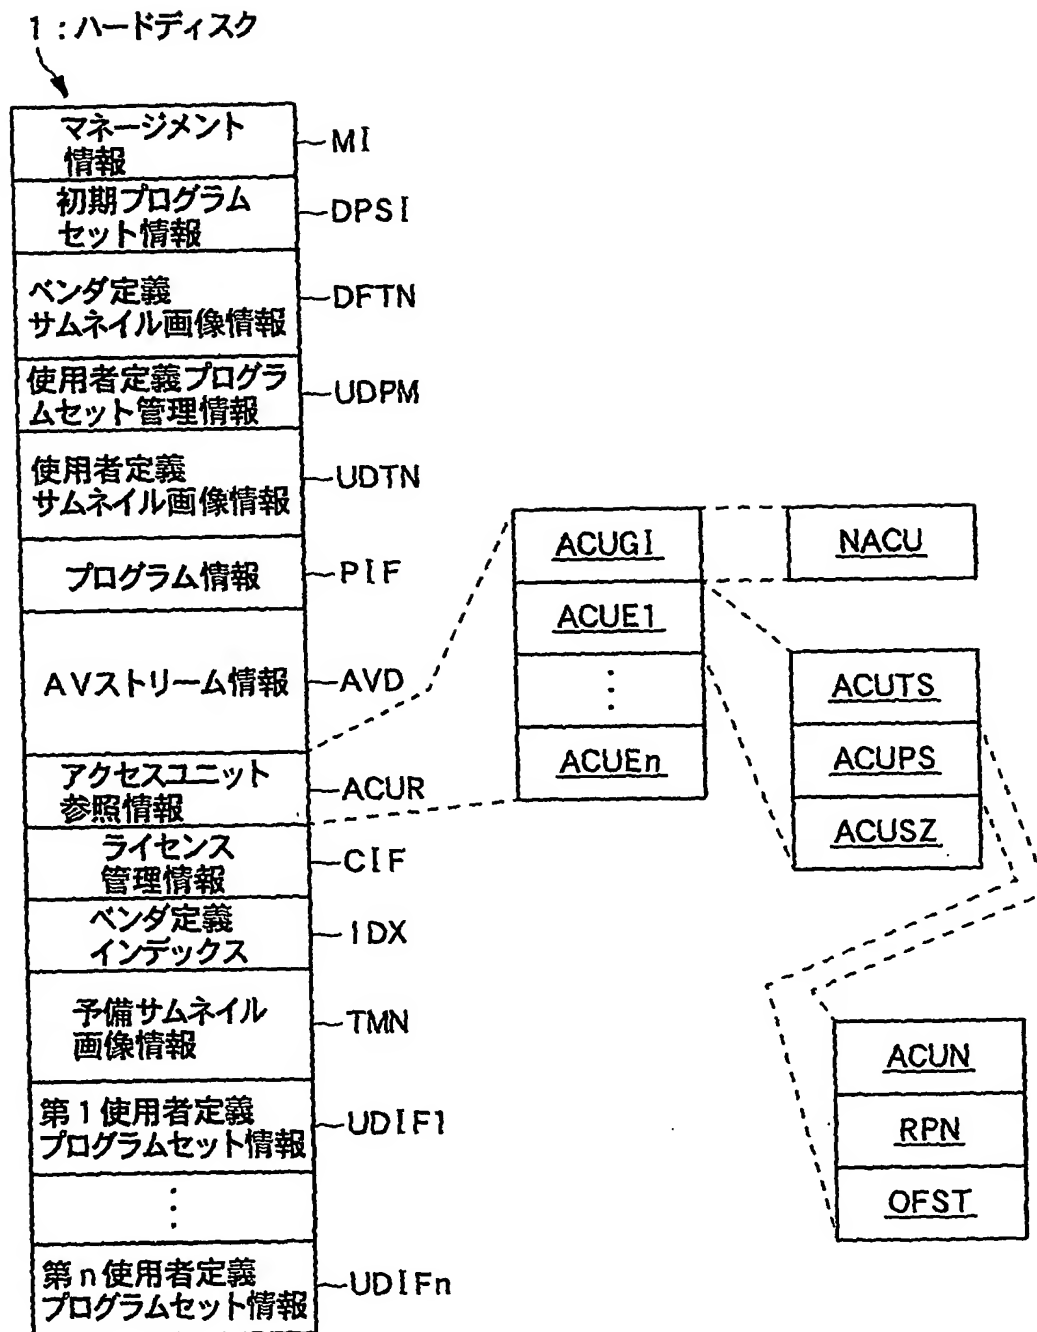 1:ハードディスク
マネージメント
情報
MI
初期プログラム
セット情報
DPSI
ベンダ定義
サムネイル画像情報
DFTN
使用者定義プログラ
ムセット管理情報
UDPM
使用者定義
サムネイル画像情報
UDTN
プログラム情報
PIF
AVストリーム情報
AVD
アクセスユニット
参照情報
ACUR
ライセンス
管理情報
CIF
ベンダ定義
インデックス
IDX
予備サムネイル
画像情報
TMN
第1使用者定義
プログラムセット情報
UDIF1
⋮
第n使用者定義
プログラムセット情報
UDIFn
ACUGI
ACUE1
⋮
ACUEn
NACU
ACUTS
ACUPS
ACUSZ
ACUN
RPN
OFST